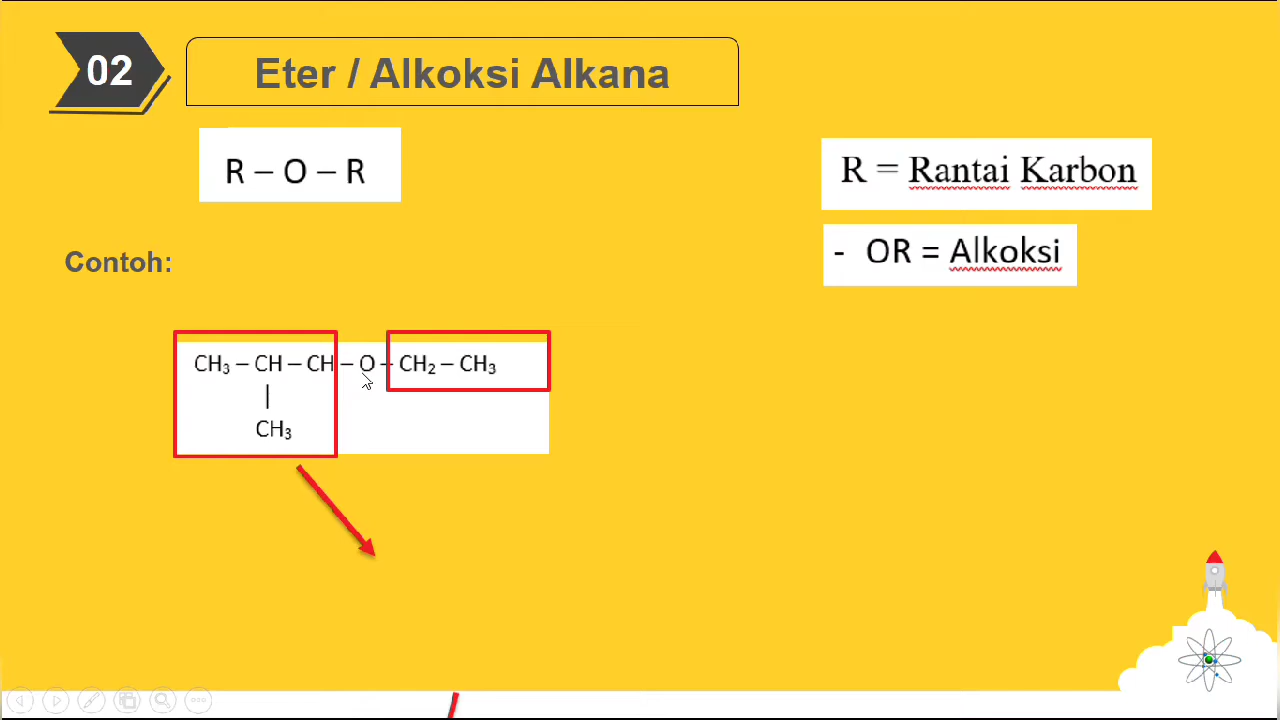 02
Eter / Alkoksi Alkana
R – O – R
R = Rantai Karbon
- OR = Alkoksi
Contoh:
CH₃ – CH – CH – O – CH₂ – CH₃
|
CH₃